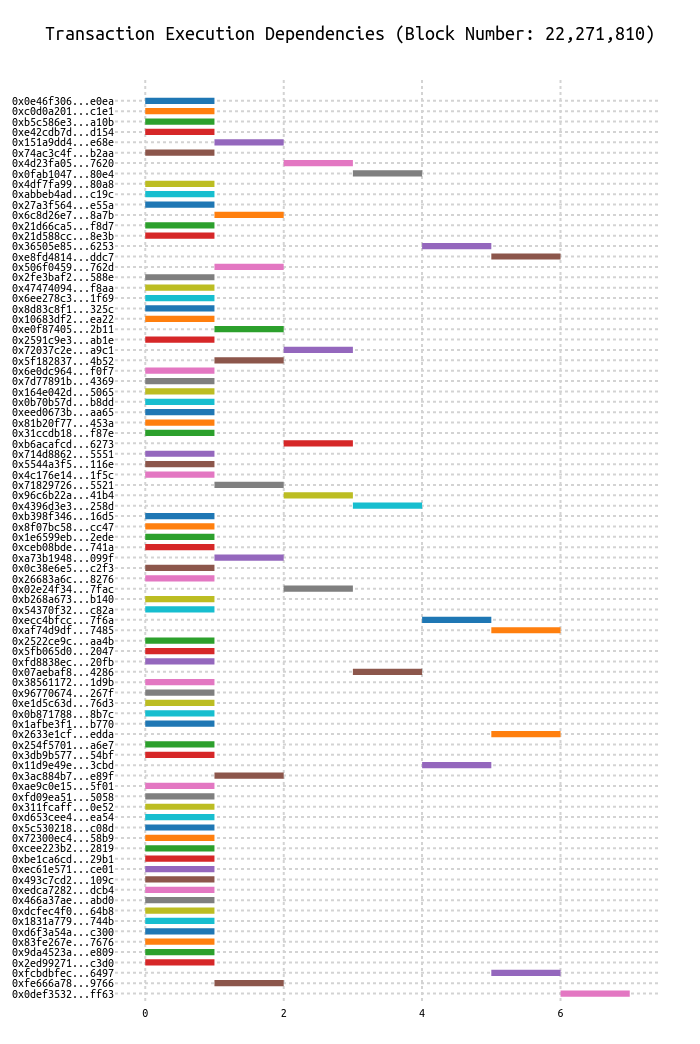 Transaction Execution Dependencies (Block Number: 22,271,810)
0x0e46f306...e0ea
0xc0d0a201...c1e1
0xb5c586e3...a10b
0xe42cdb7d...d154
0x151a9dd4...e68e
0x74ac3c4f...b2aa
0x4d23fa05...7620
0x0fab1047...80e4
0x4df7fa99...80a8
0xabbeb4ad...c19c
0x27a3f564...e55a
0x6c8d26e7...8a7b
0x21d66ca5...f8d7
0x21d588cc...8e3b
0x36505e85...6253
0xe8fd4814...ddc7
0x506f0459...762d
0x2fe3baf2...588e
0x47474094...f8aa
0x6ee278c3...1f69
0x8d83c8f1...325c
0x10683df2...ea22
0xe0f87405...2b11
0x2591c9e3...ab1e
0x72037c2e...a9c1
0x5f182837...4b52
0x6e0dc964...f0f7
0x7d77891b...4369
0x164e042d...5065
0x0b70b57d...b8dd
0xeed0673b...aa65
0x81b20f77...453a
0x31ccdb18...f87e
0xb6acafcd...6273
0x714d8862...5551
0x5544a3f5...116e
0x4c176e14...1f5c
0x71829726...5521
0x96c6b22a...41b4
0x4396d3e3...258d
0xb398f346...16d5
0x8f07bc58...cc47
0x1e6599eb...2ede
0xceb08bde...741a
0xa73b1948...099f
0x0c38e6e5...c2f3
0x26683a6c...8276
0x02e24f34...7fac
0xb268a673...b140
0x54370f32...c82a
0xecc4bfcc...7f6a
0xaf74d9df...7485
0x2522ce9c...aa4b
0x5fb065d0...2047
0xfd8838ec...20fb
0x07aebaf8...4286
0x38561172...1d9b
0x96770674...267f
0xe1d5c63d...76d3
0x0b871788...8b7c
0x1afbe3f1...b770
0x2633e1cf...edda
0x254f5701...a6e7
0x3db9b577...54bf
0x11d9e49e...3cbd
0x3ac884b7...e89f
0xae9c0e15...5f01
0xfd09ea51...5058
0x311fcaff...0e52
0xd653cee4...ea54
0x5c530218...c08d
0x72300ec4...58b9
0xcee223b2...2819
0xbe1ca6cd...29b1
0xec61e571...ce01
0x493c7cd2...109c
0xedca7282...dcb4
0x466a37ae...abd0
0xdcfec4f0...64b8
0x1831a779...744b
0xd6f3a54a...c300
0x83fe267e...7676
0x9da4523a...e809
0x2ed99271...c3d0
0xfcbdbfec...6497
0xfe666a78...9766
0x0def3532...ff63
0 2 4 6